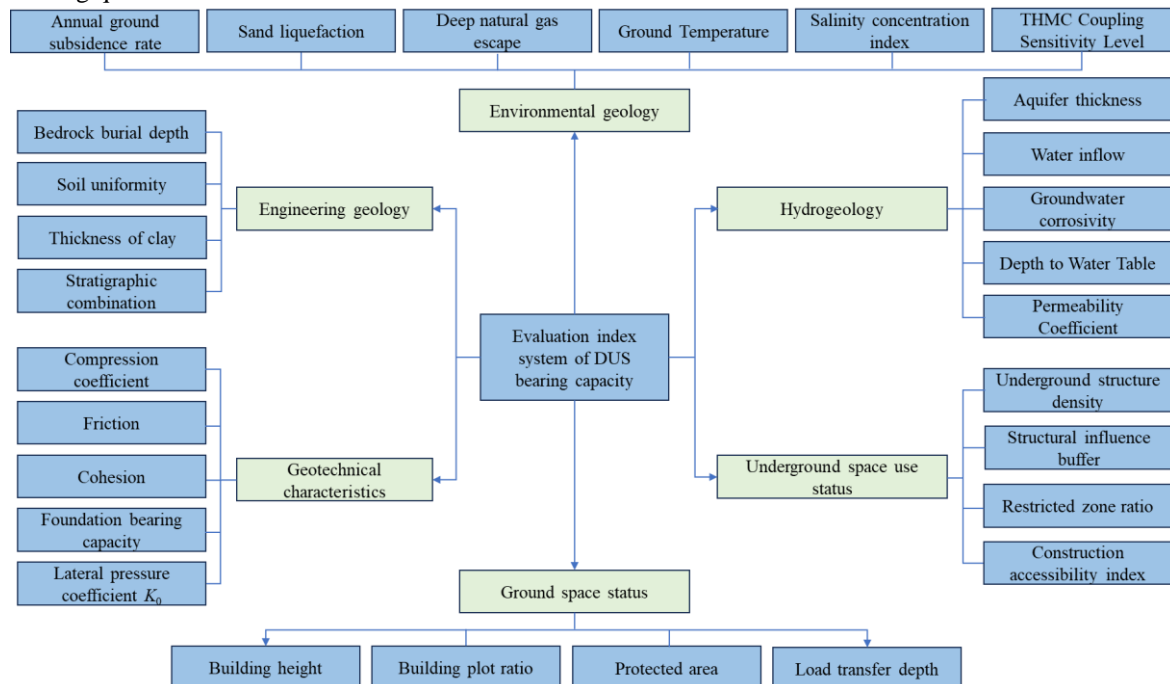 Annual ground
subsidence rate
Sand liquefaction
Deep natural gas
escape
Ground Temperature
Salinity concentration
index
THMC Coupling
Sensitivity Level
Environmental geology
Bedrock burial depth
Soil uniformity
Thickness of clay
Stratigraphic
combination
Engineering geology
Hydrogeology
Aquifer thickness
Water inflow
Groundwater
corrosivity
Depth to Water Table
Permeability
Coefficient
Evaluation index
system of DUS
bearing capacity
Compression
coefficient
Friction
Cohesion
Foundation bearing
capacity
Lateral pressure
coefficient K₀
Geotechnical
characteristics
Underground space use
status
Underground structure
density
Structural influence
buffer
Restricted zone ratio
Construction
accessibility index
Ground space status
Building height
Building plot ratio
Protected area
Load transfer depth